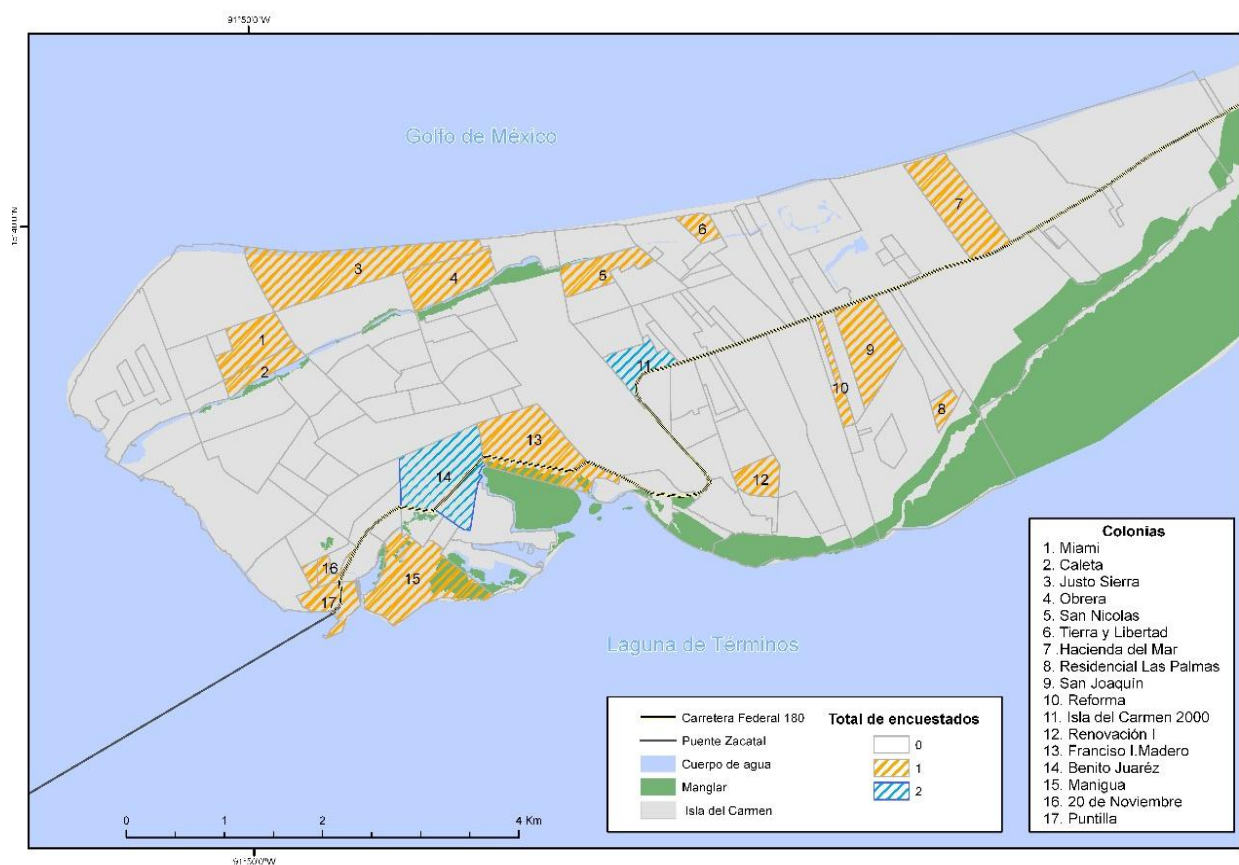 91°50'0"W
Golfo de México
7
6
3
4
5
1
11
9
2
10
8
13
14
12
16
15
17
Laguna de Términos
Carretera Federal 180
Puente Zacatal
Cuerpo de agua
Manglar
Isla del Carmen
Total de encuestados
0
1
2
Colonias
1. Miami
2. Caleta
3. Justo Sierra
4. Obrera
5. San Nicolas
6. Tierra y Libertad
7 .Hacienda del Mar
8. Residencial Las Palmas
9. San Joaquín
10. Reforma
11. Isla del Carmen 2000
12. Renovación I
13. Franciso I.Madero
14. Benito Juaréz
15. Manigua
16. 20 de Noviembre
17. Puntilla
0 1 2 4 Km
91°50'0"W